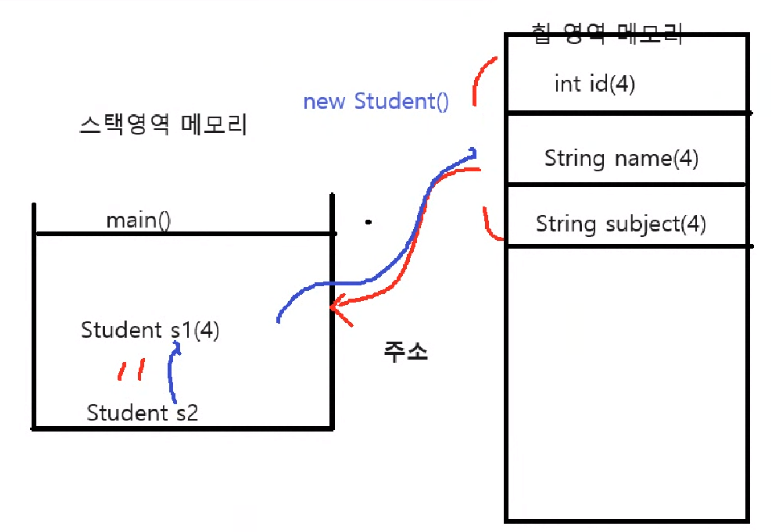 힙 영역 메모리
int id(4)
new Student()
스택영역 메모리
String name(4)
main()
String subject(4)
Student s1(4)
주소
Student s2